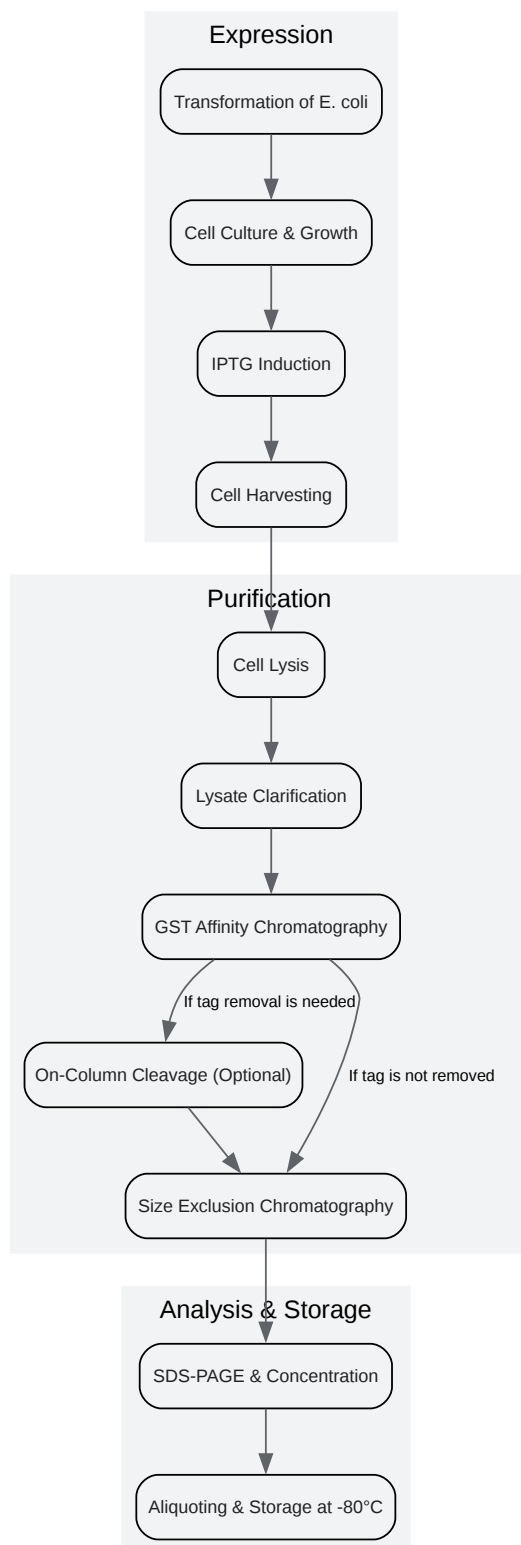 Expression
Transformation of E. coli
Cell Culture & Growth
IPTG Induction
Cell Harvesting
Purification
Cell Lysis
Lysate Clarification
GST Affinity Chromatography
If tag removal is needed
On-Column Cleavage (Optional)
If tag is not removed
Size Exclusion Chromatography
Analysis & Storage
SDS-PAGE & Concentration
Aliquoting & Storage at -80°C